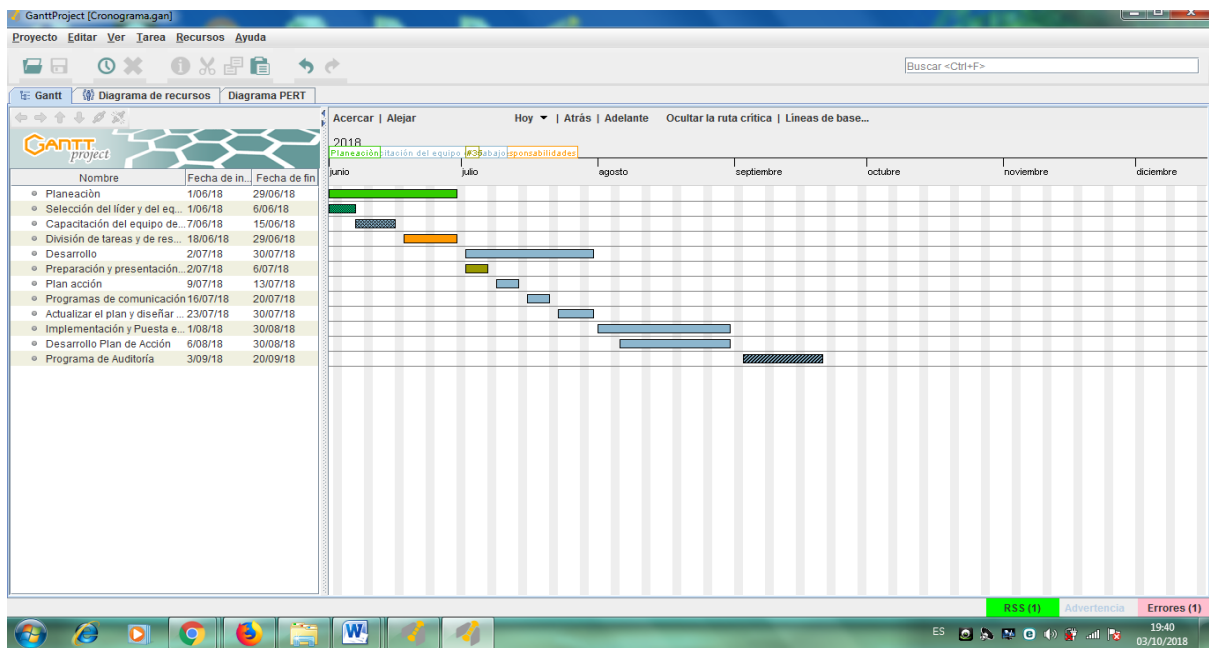 GanttProject [Cronograma.gan]
Proyecto Editar Ver Tarea Recursos Ayuda
Buscar <Ctrl+F>
Gantt Diagrama de recursos Diagrama PERT
Acercar | Alejar Hoy | Atrás | Adelante Ocultar la ruta crítica | Líneas de base...
GANTT project
2018
Planeación itación del equipo #36 abajo sponsabilidades
junio julio agosto septiembre octubre noviembre diciembre
Nombre Fecha de in... Fecha de fin
Planeaciòn 1/06/18 29/06/18
Selección del líder y del eq... 1/06/18 6/06/18
Capacitación del equipo de... 7/06/18 15/06/18
División de tareas y de res... 18/06/18 29/06/18
Desarrollo 2/07/18 30/07/18
Preparación y presentación... 2/07/18 6/07/18
Plan acción 9/07/18 13/07/18
Programas de comunicación 16/07/18 20/07/18
Actualizar el plan y diseñar ... 23/07/18 30/07/18
Implementación y Puesta e... 1/08/18 30/08/18
Desarrollo Plan de Acción 6/08/18 30/08/18
Programa de Auditoría 3/09/18 20/09/18
RSS (1) Advertencia Errores (1)
ES 19:40
03/10/2018